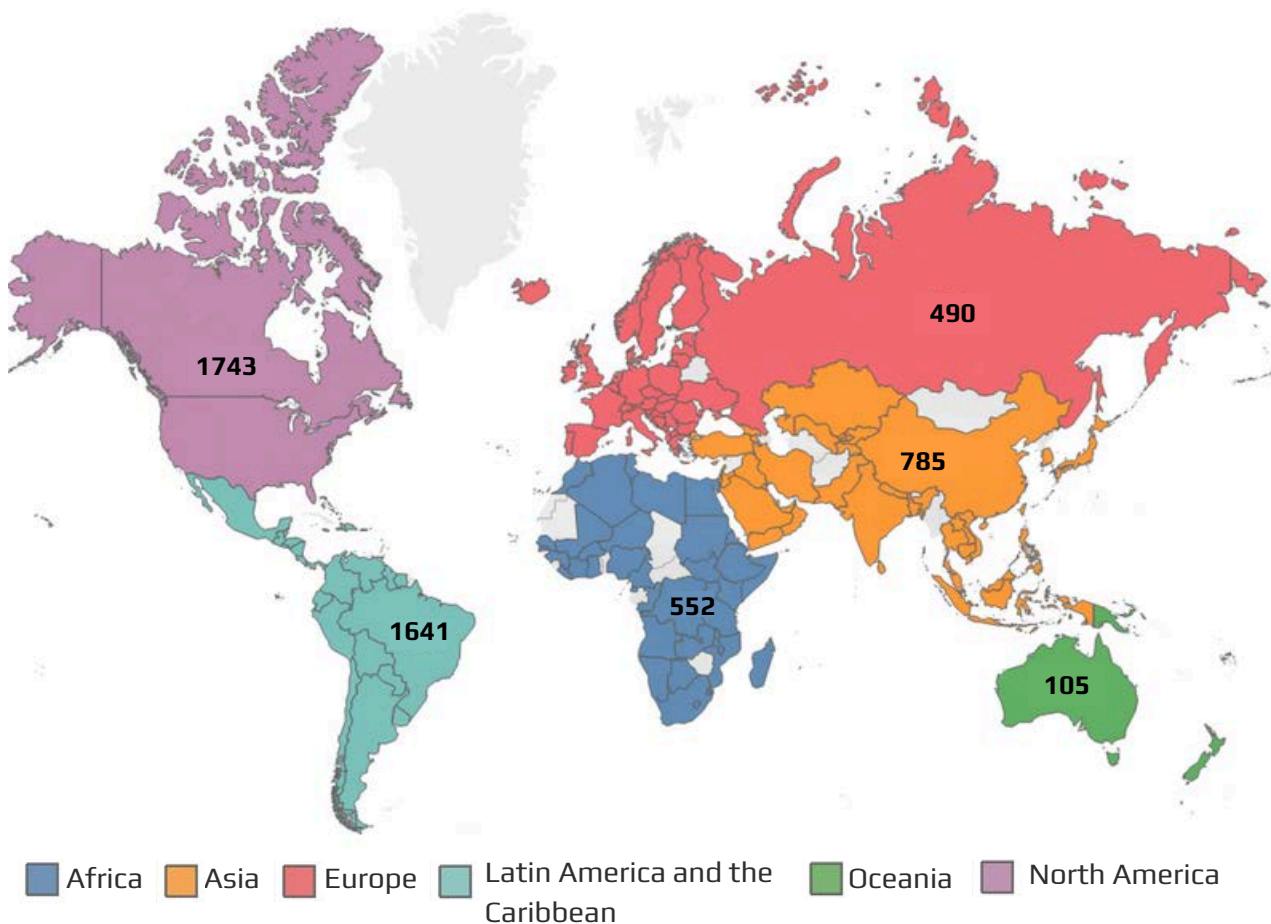 490
1743
785
552
1641
105
Africa
Asia
Europe
Latin America and the
Caribbean
Oceania
North America